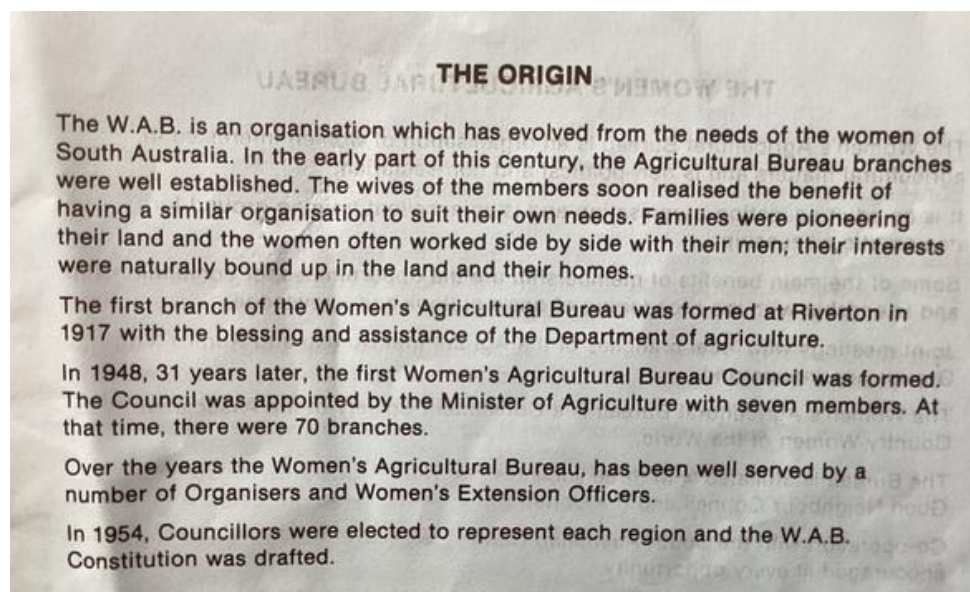 THE ORIGIN
The W.A.B. is an organisation which has evolved from the needs of the women of
South Australia. In the early part of this century, the Agricultural Bureau branches
were well established. The wives of the members soon realised the benefit of
having a similar organisation to suit their own needs. Families were pioneering
their land and the women often worked side by side with their men; their interests
were naturally bound up in the land and their homes.
The first branch of the Women's Agricultural Bureau was formed at Riverton in
1917 with the blessing and assistance of the Department of agriculture.
In 1948, 31 years later, the first Women's Agricultural Bureau Council was formed.
The Council was appointed by the Minister of Agriculture with seven members. At
that time, there were 70 branches.
Over the years the Women's Agricultural Bureau, has been well served by a
number of Organisers and Women's Extension Officers.
In 1954, Councillors were elected to represent each region and the W.A.B.
Constitution was drafted.